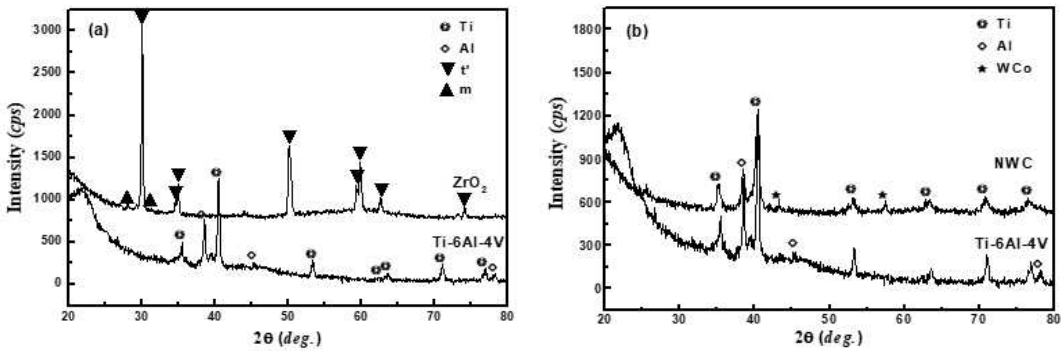 (a)
Ti
Al
t'
m
3000
2500
2000
1500
1000
500
0
Intensity (cps)
ZrO2
Ti-6Al-4V
20 30 40 50 60 70 80
2Θ (deg.)
(b)
Ti
Al
WCo
1800
1500
1200
900
600
300
0
Intensity (cps)
NWC
Ti-6Al-4V
20 30 40 50 60 70 80
2Θ (deg.)